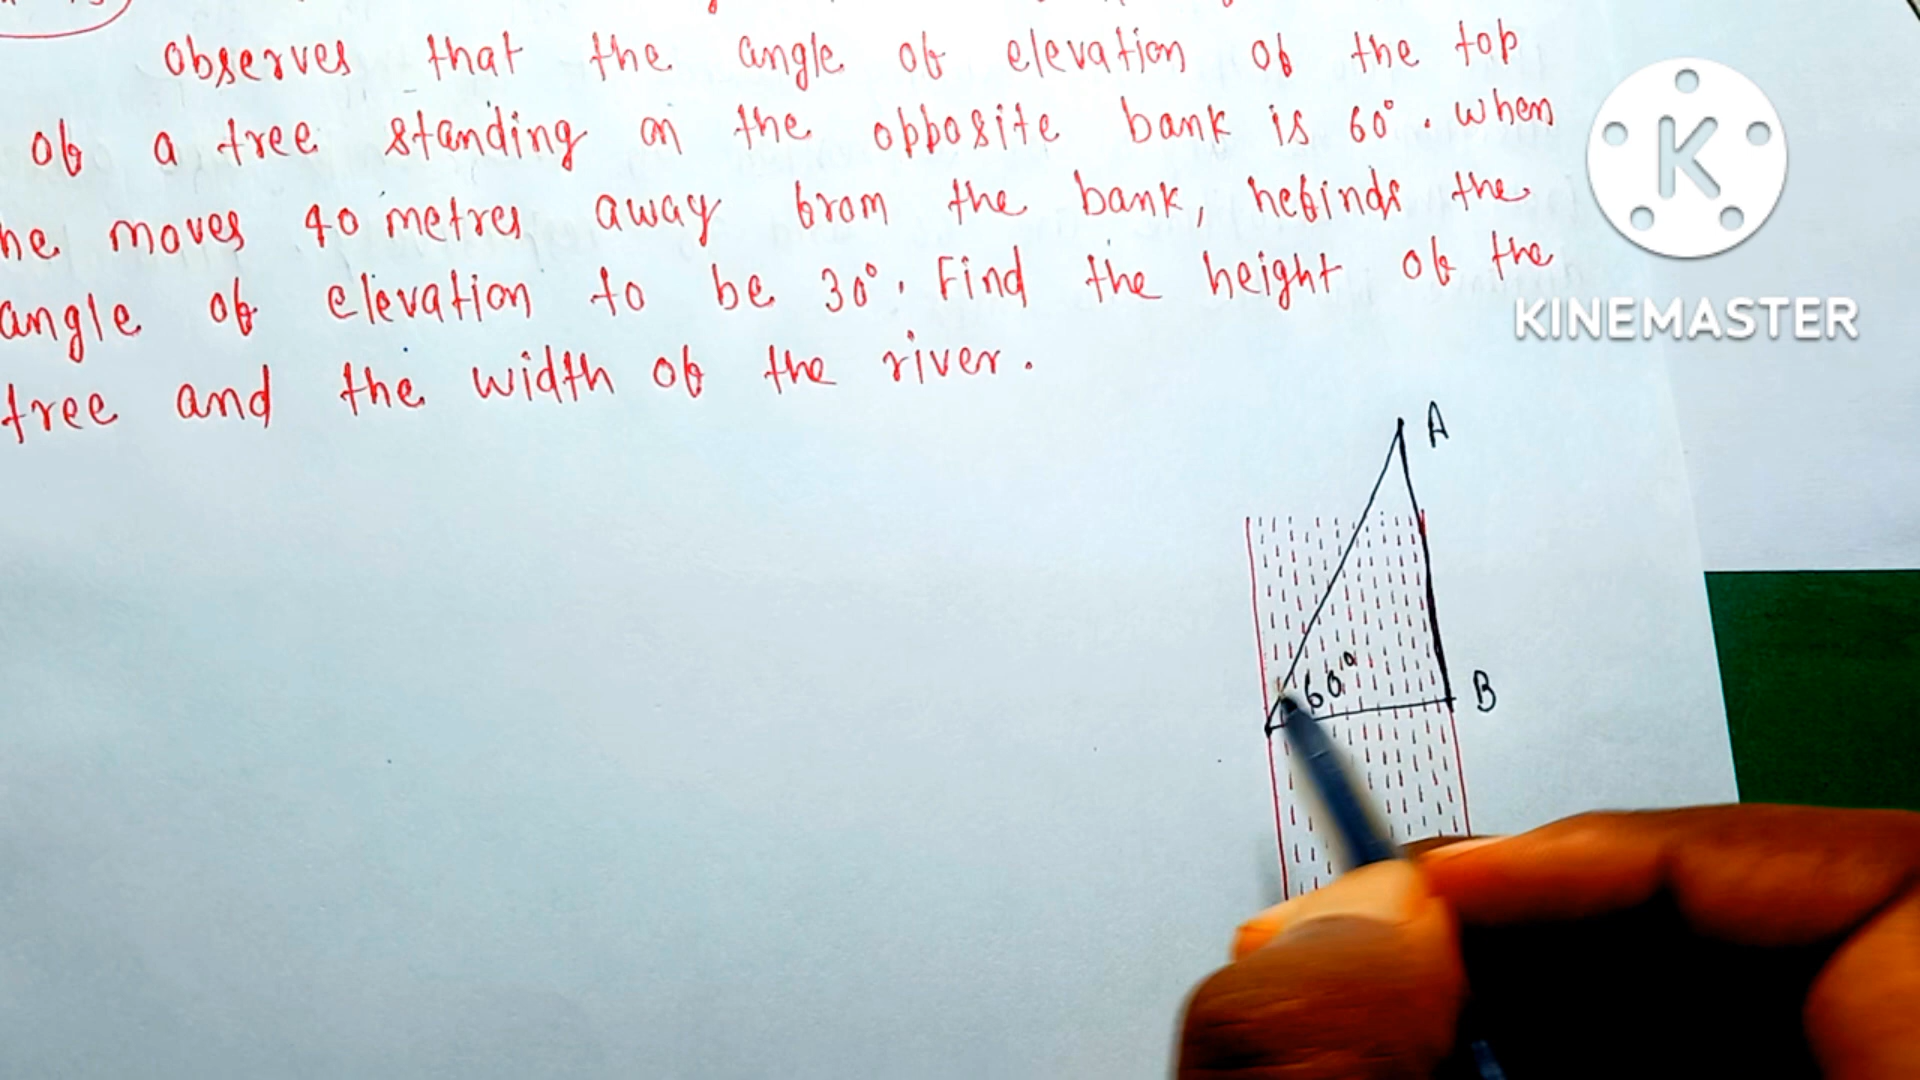 observes that the angle of elevation of the top
of a tree standing on the opposite bank is 60°. When
he moves 40 metres away from the bank, he finds the
angle of elevation to be 30°. Find the height of the
tree and the width of the river.
K
KINEMASTER
A
60°
B